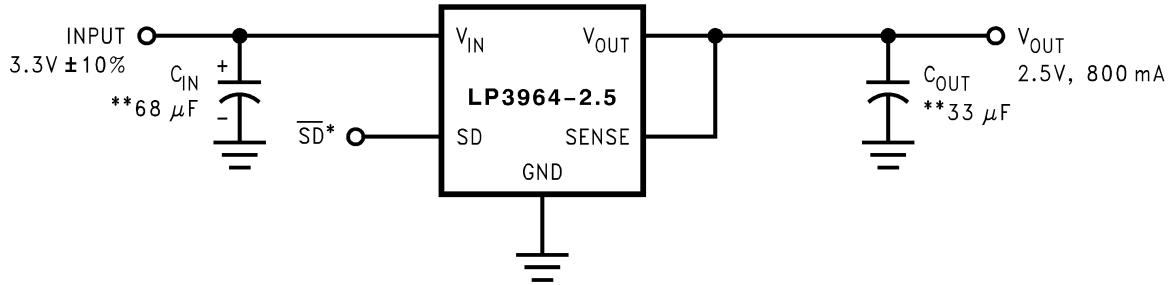 INPUT
3.3V ±10%
C_IN
+
**68 μF
−
V_IN
V_OUT
LP3964-2.5
S̅D̅*
SD
SENSE
GND
C_OUT
**33 μF
V_OUT
2.5V, 800 mA